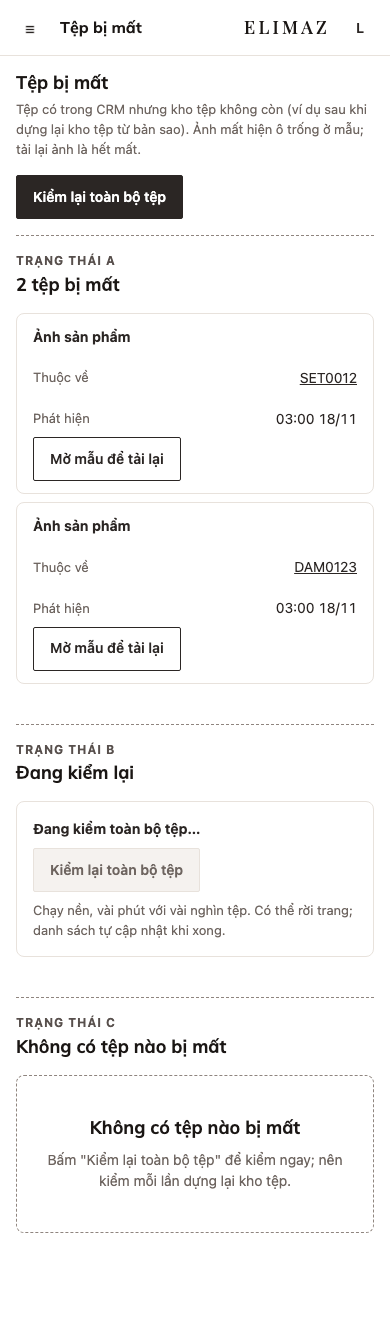 ≡ Tệp bị mất ELIMAZ L
Tệp bị mất
Tệp có trong CRM nhưng kho tệp không còn (ví dụ sau khi
dựng lại kho tệp từ bản sao). Ảnh mất hiện ô trống ở mẫu;
tải lại ảnh là hết mất.
Kiểm lại toàn bộ tệp
TRẠNG THÁI A
2 tệp bị mất
Ảnh sản phẩm
Thuộc về SET0012
Phát hiện 03:00 18/11
Mở mẫu để tải lại
Ảnh sản phẩm
Thuộc về DAM0123
Phát hiện 03:00 18/11
Mở mẫu để tải lại
TRẠNG THÁI B
Đang kiểm lại
Đang kiểm toàn bộ tệp...
Kiểm lại toàn bộ tệp
Chạy nền, vài phút với vài nghìn tệp. Có thể rời trang;
danh sách tự cập nhật khi xong.
TRẠNG THÁI C
Không có tệp nào bị mất
Không có tệp nào bị mất
Bấm "Kiểm lại toàn bộ tệp" để kiểm ngay; nên
kiểm mỗi lần dựng lại kho tệp.